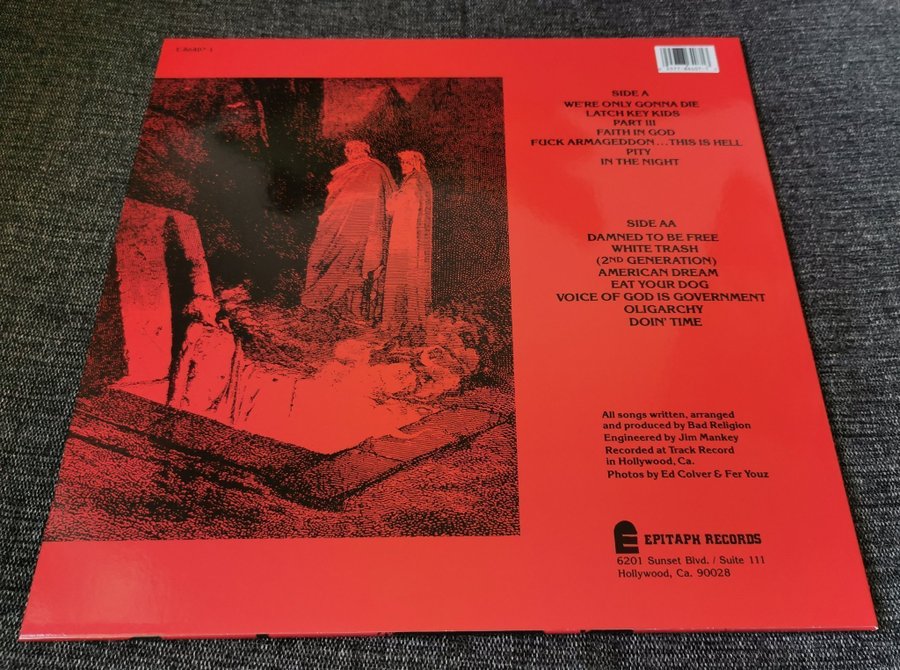 E-86407-1
SIDE A
WE'RE ONLY GONNA DIE
LATCH KEY KIDS
PART III
FAITH IN GOD
FUCK ARMAGEDDON...THIS IS HELL
PITY
IN THE NIGHT
SIDE AA
DAMNED TO BE FREE
WHITE TRASH
(2ND GENERATION)
AMERICAN DREAM
EAT YOUR DOG
VOICE OF GOD IS GOVERNMENT
OLIGARCHY
DOIN' TIME
All songs written, arranged
and produced by Bad Religion
Engineered by Jim Mankey
Recorded at Track Record
in Hollywood, Ca.
Photos by Ed Colver & Fer Youz
EPITAPH RECORDS
6201 Sunset Blvd. / Suite 111
Hollywood, Ca. 90028